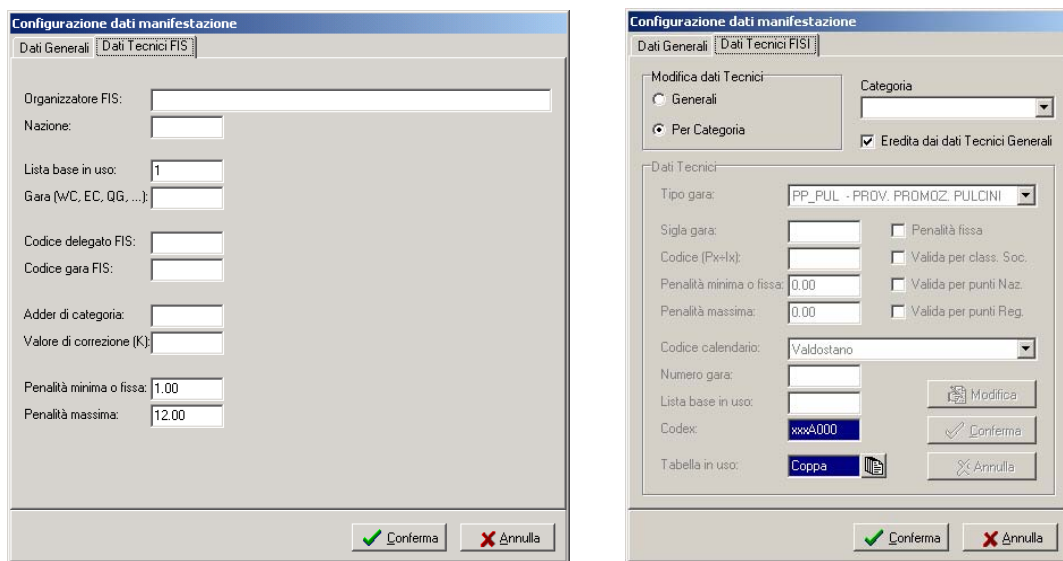 Configurazione dati manifestazione
Dati Generali Dati Tecnici FIS
Organizzatore FIS:
Nazione:
Lista base in uso: 1
Gara (WC, EC, QG, ...):
Codice delegato FIS:
Codice gara FIS:
Adder di categoria:
Valore di correzione (K):
Penalità minima o fissa: 1.00
Penalità massima: 12.00
Conferma Annulla
Configurazione dati manifestazione
Dati Generali Dati Tecnici FISI
Modifica dati Tecnici
Generali
Per Categoria
Categoria
Eredita dai dati Tecnici Generali
Dati Tecnici
Tipo gara: PP_PUL - PROV. PROMOZ. PULCINI
Sigla gara: Penalità fissa
Codice (Px÷Ix): Valida per class. Soc.
Penalità minima o fissa: 0.00 Valida per punti Naz.
Penalità massima: 0.00 Valida per punti Reg.
Codice calendario: Valdostano
Numero gara:
Lista base in uso: Modifica
Codex: xxxA000 Conferma
Tabella in uso: Coppa Annulla
Conferma Annulla